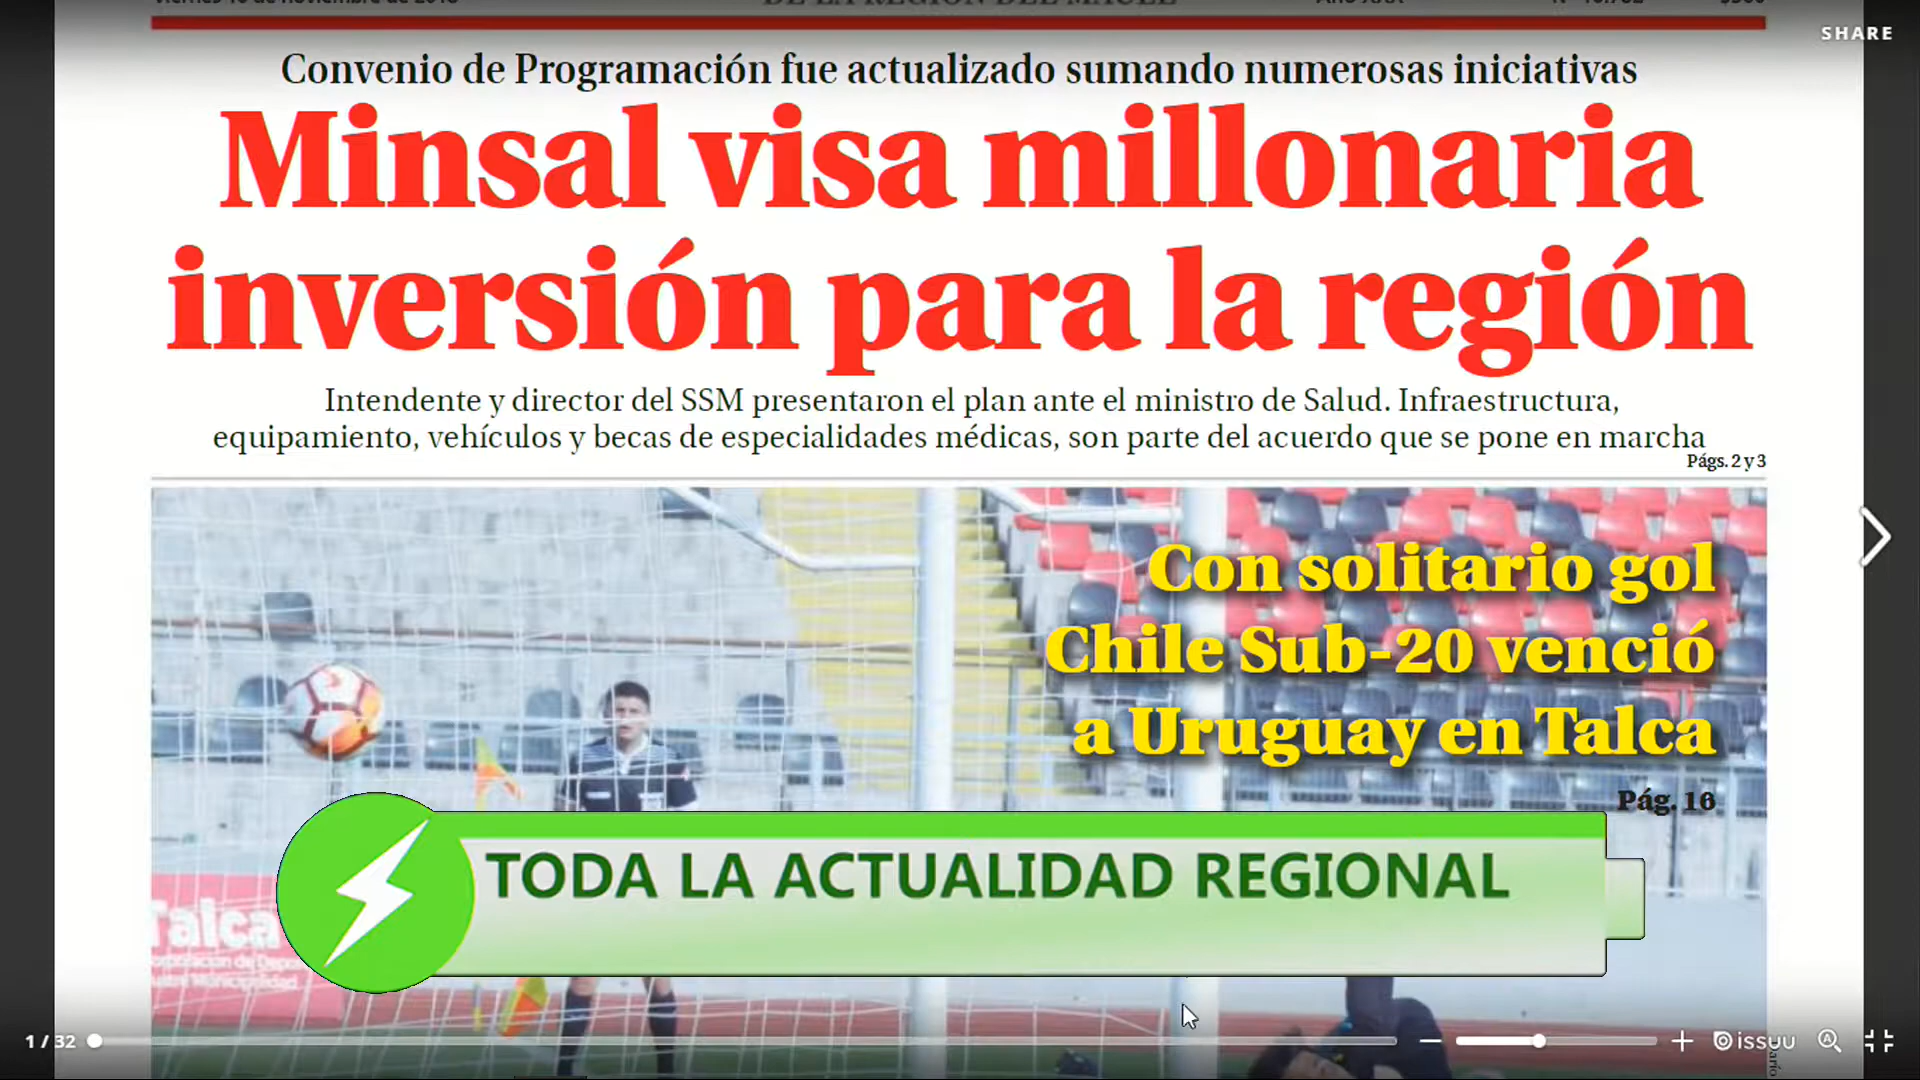 SHARE
Convenio de Programación fue actualizado sumando numerosas iniciativas
Minsal visa millonaria
inversión para la región
Intendente y director del SSM presentaron el plan ante el ministro de Salud. Infraestructura,
equipamiento, vehículos y becas de especialidades médicas, son parte del acuerdo que se pone en marcha
Págs. 2 y 3
Con solitario gol
Chile Sub-20 venció
a Uruguay en Talca
Pág. 16
TODA LA ACTUALIDAD REGIONAL
Talca
1 / 32
issuu